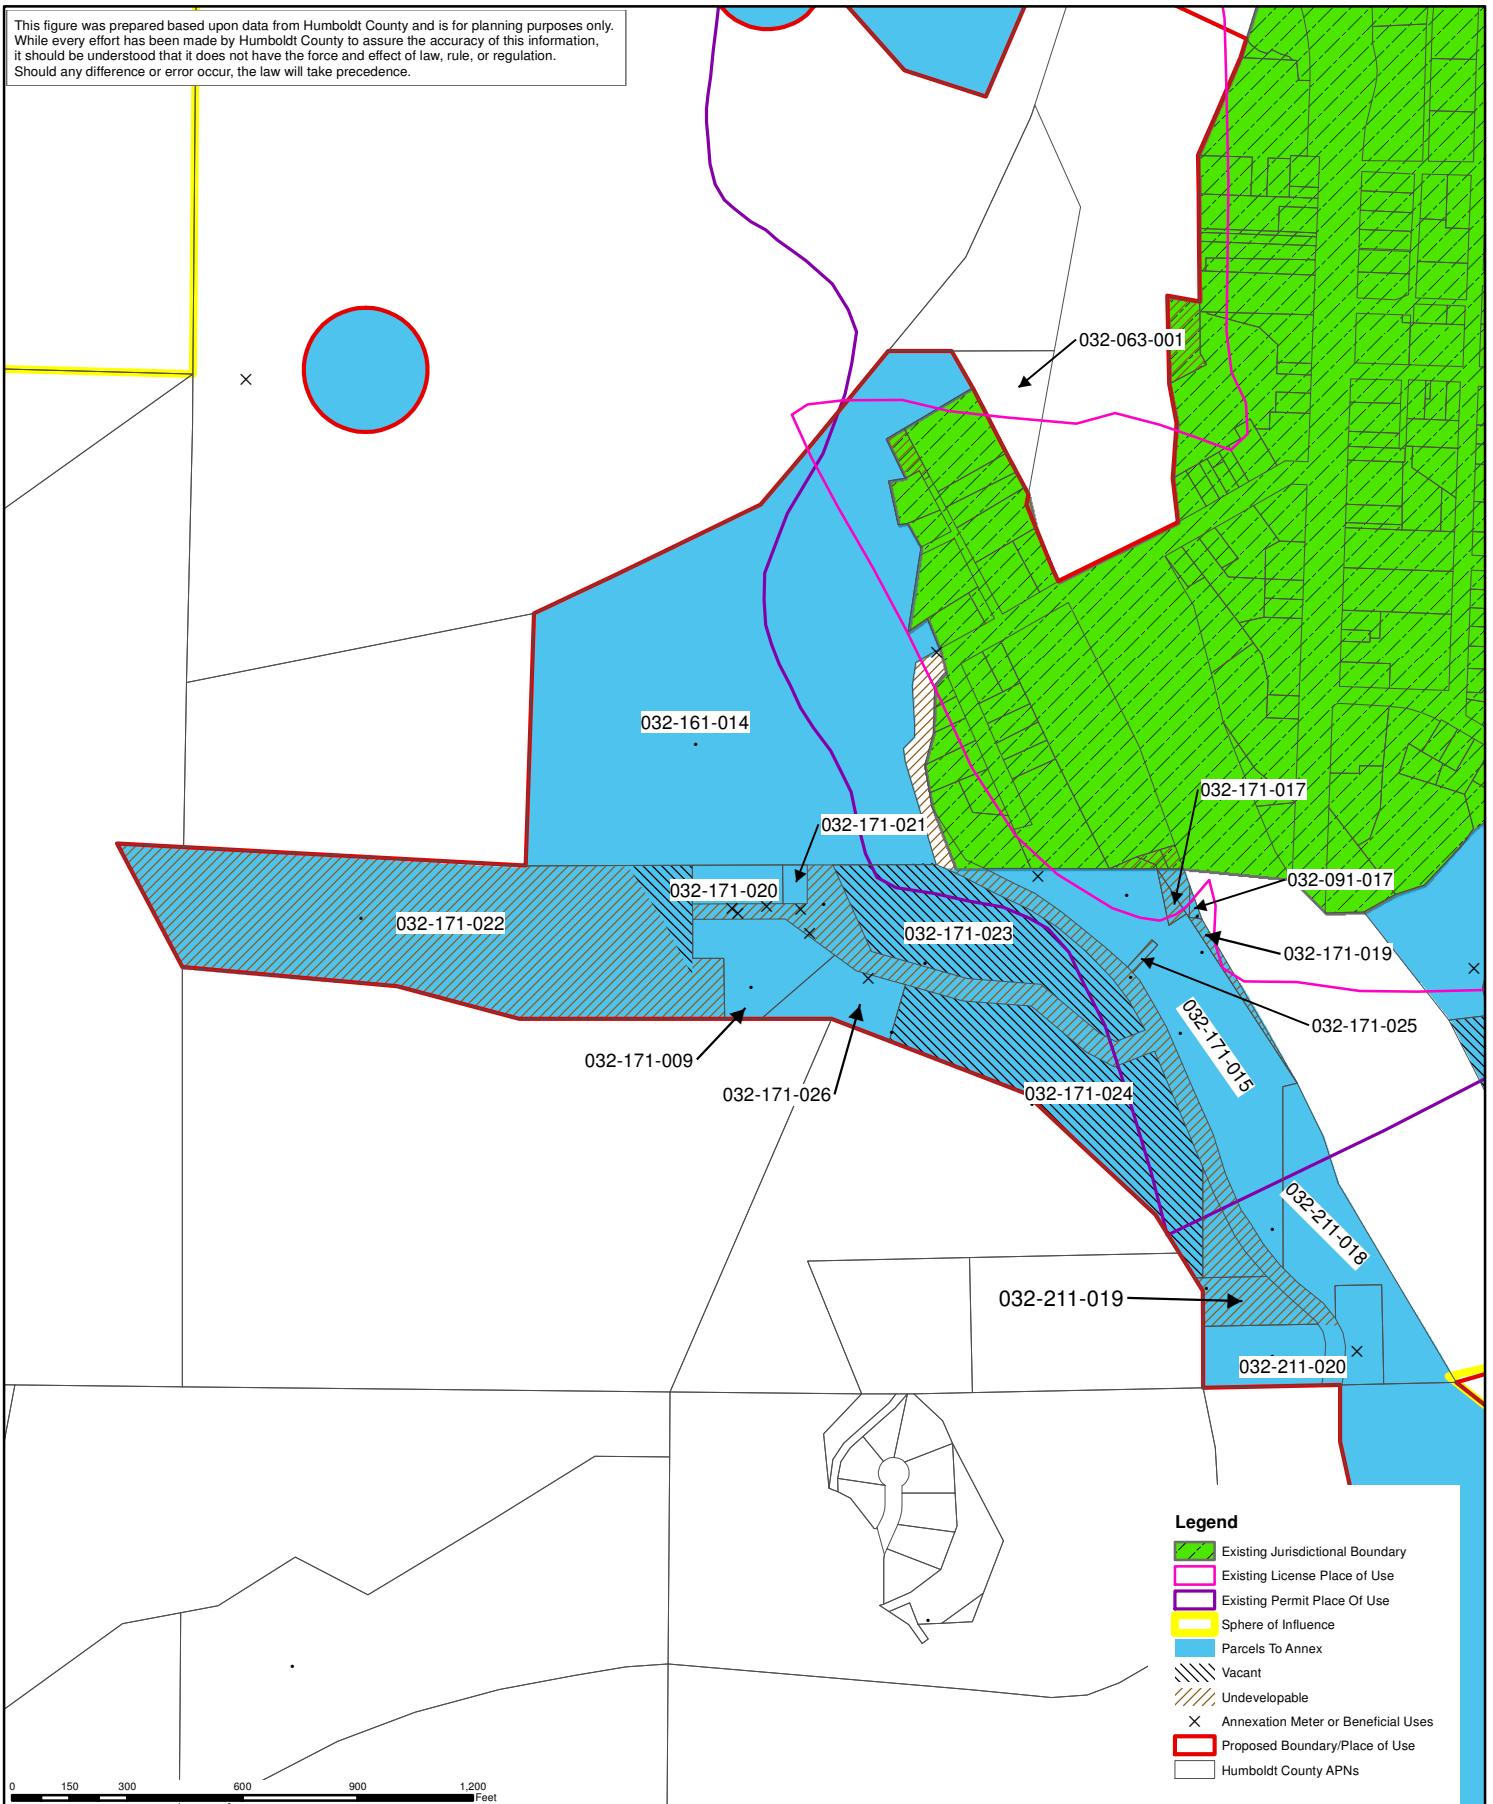 This figure was prepared based upon data from Humboldt County and is for planning purposes only.
While every effort has been made by Humboldt County to assure the accuracy of this information,
it should be understood that it does not have the force and effect of law, rule, or regulation.
Should any difference or error occur, the law will take precedence.
032-063-001
032-161-014
032-171-017
032-171-021
032-091-017
032-171-020
032-171-022
032-171-023
032-171-019
032-171-025
032-171-015
032-171-009
032-171-026
032-171-024
032-211-018
032-211-019
032-211-020
Legend
Existing Jurisdictional Boundary
Existing License Place of Use
Existing Permit Place Of Use
Sphere of Influence
Parcels To Annex
Vacant
Undevelopable
Annexation Meter or Beneficial Uses
Proposed Boundary/Place of Use
Humboldt County APNs
0 150 300 600 900 1,200
Feet